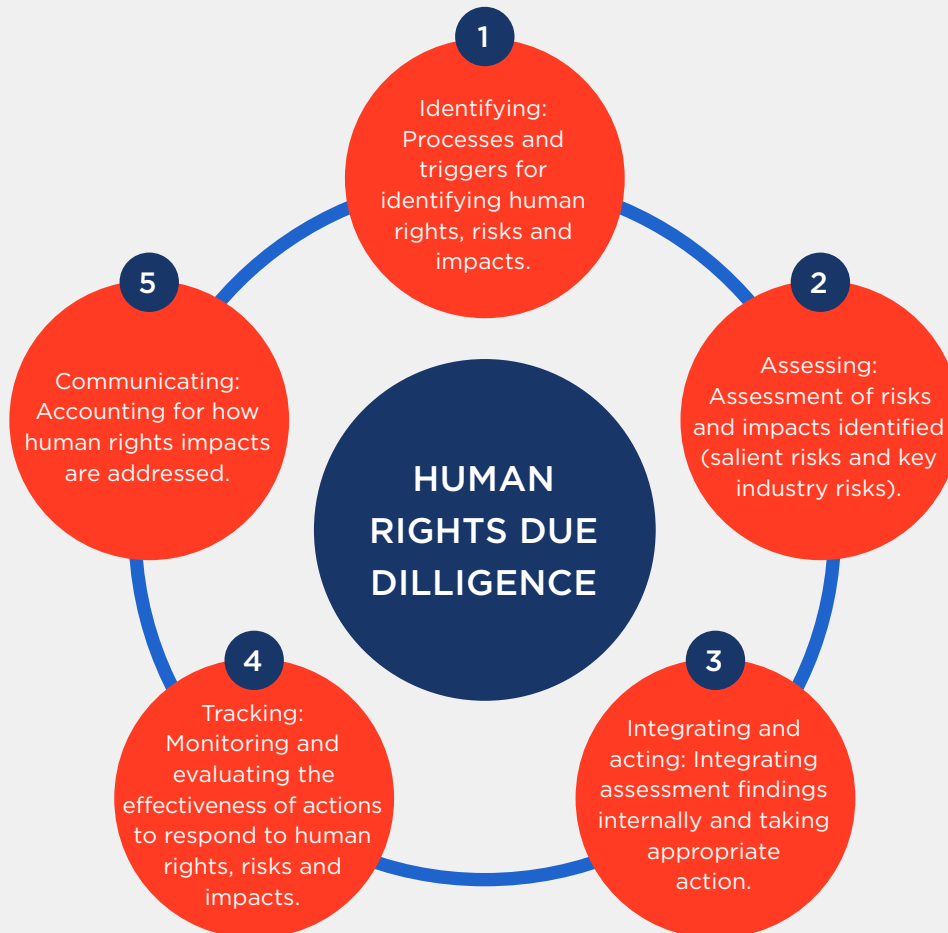 1
Identifying:
Processes and
triggers for
identifying human
rights, risks and
impacts.
2
Assessing:
Assessment of risks
and impacts identified
(salient risks and key
industry risks).
3
Integrating and
acting: Integrating
assessment findings
internally and taking
appropriate
action.
4
Tracking:
Monitoring and
evaluating the
effectiveness of actions
to respond to human
rights, risks and
impacts.
5
Communicating:
Accounting for how
human rights impacts
are addressed.
HUMAN
RIGHTS DUE
DILLIGENCE